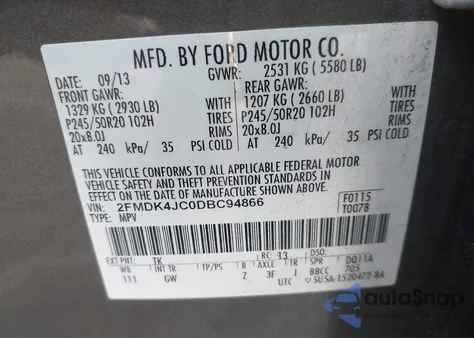 MFD. BY FORD MOTOR CO.
DATE: 09/13 GVWR: 2531 KG ( 5580 LB)
FRONT GAWR: REAR GAWR:
1329 KG ( 2930 LB) 1207 KG ( 2660 LB)
P245/50R20 102H TIRES P245/50R20 102H TIRES
20x8.0J RIMS 20x8.0J RIMS
AT 240 kPa/ 35 PSI COLD AT 240 kPa/ 35 PSI COLD
THIS VEHICLE CONFORMS TO ALL APPLICABLE FEDERAL MOTOR
VEHICLE SAFETY AND THEFT PREVENTION STANDARDS IN
EFFECT ON THE DATE OF MANUFACTURE SHOWN ABOVE.
VIN: 2FMDK4JC0DBC94866 F0115
TYPE: MPV T0078
EXT PNT: TK RC: 13 DSO:
WB INT TR TP/PS R AXLE TR SPR DQ11A
111 GW Z 3F J BBCC 705
UTC 5U5A-1520472-BA
autoSnap